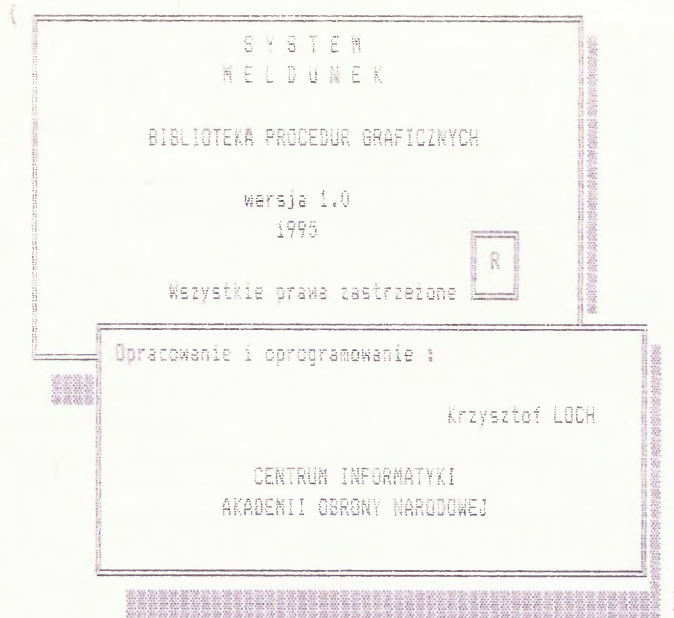 {
S Y S T E M
M E L D U N E K
BIBLIOTEKA PROCEDUR GRAFICZNYCH
wersja 1.0
1995
R
Wszystkie prawa zastrzeżone
Opracowanie i oprogramowanie :
Krzysztof LOCH
CENTRUM INFORMATYKI
AKADEMII OBRONY NARODOWEJ